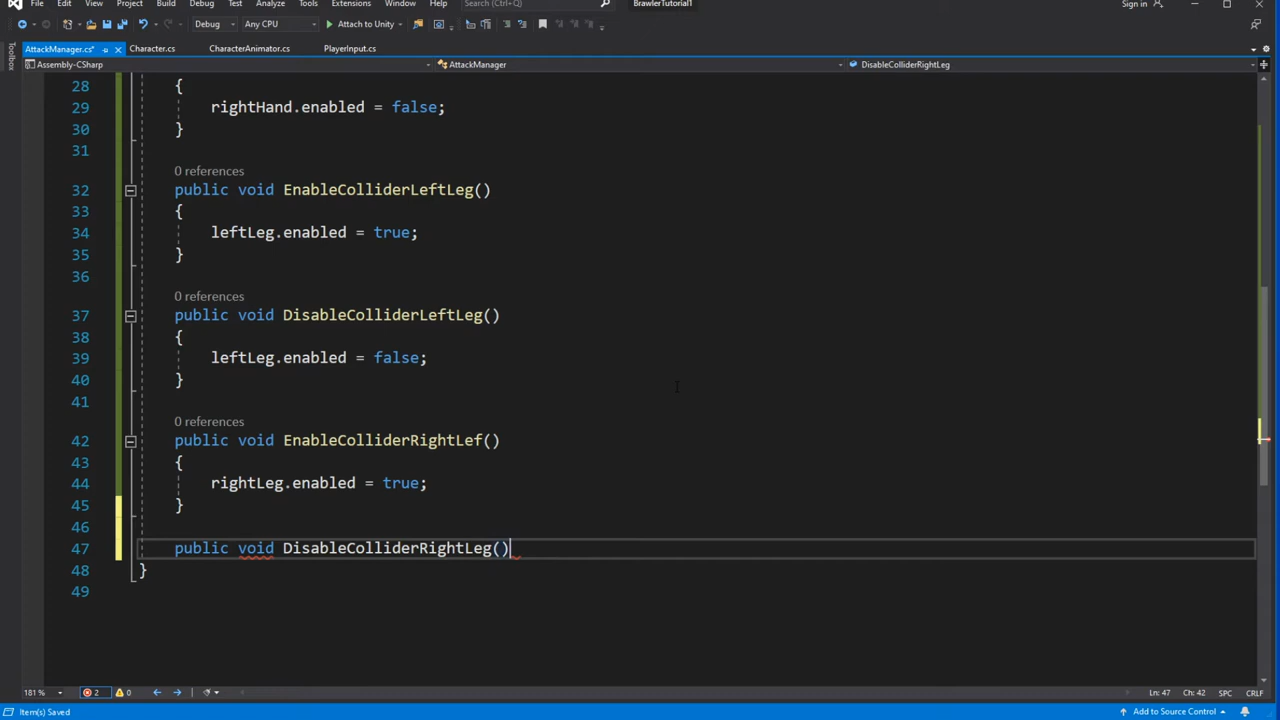 File Edit View Project Build Debug Test Analyze Tools Extensions Window Help Search (Ctrl+Q) BrawlerTutorial1 Sign in
Debug Any CPU Attach to Unity
AttackManager.cs* Character.cs CharacterAnimator.cs PlayerInput.cs
Toolbox
Assembly-CSharp AttackManager DisableColliderRightLeg
28 {
29 rightHand.enabled = false;
30 }
31
0 references
32 public void EnableColliderLeftLeg()
33 {
34 leftLeg.enabled = true;
35 }
36
0 references
37 public void DisableColliderLeftLeg()
38 {
39 leftLeg.enabled = false;
40 }
41
0 references
42 public void EnableColliderRightLef()
43 {
44 rightLeg.enabled = true;
45 }
46
47 public void DisableColliderRightLeg()
48 }
49
181 % 2 0 Ln: 47 Ch: 42 SPC CRLF
Item(s) Saved Add to Source Control